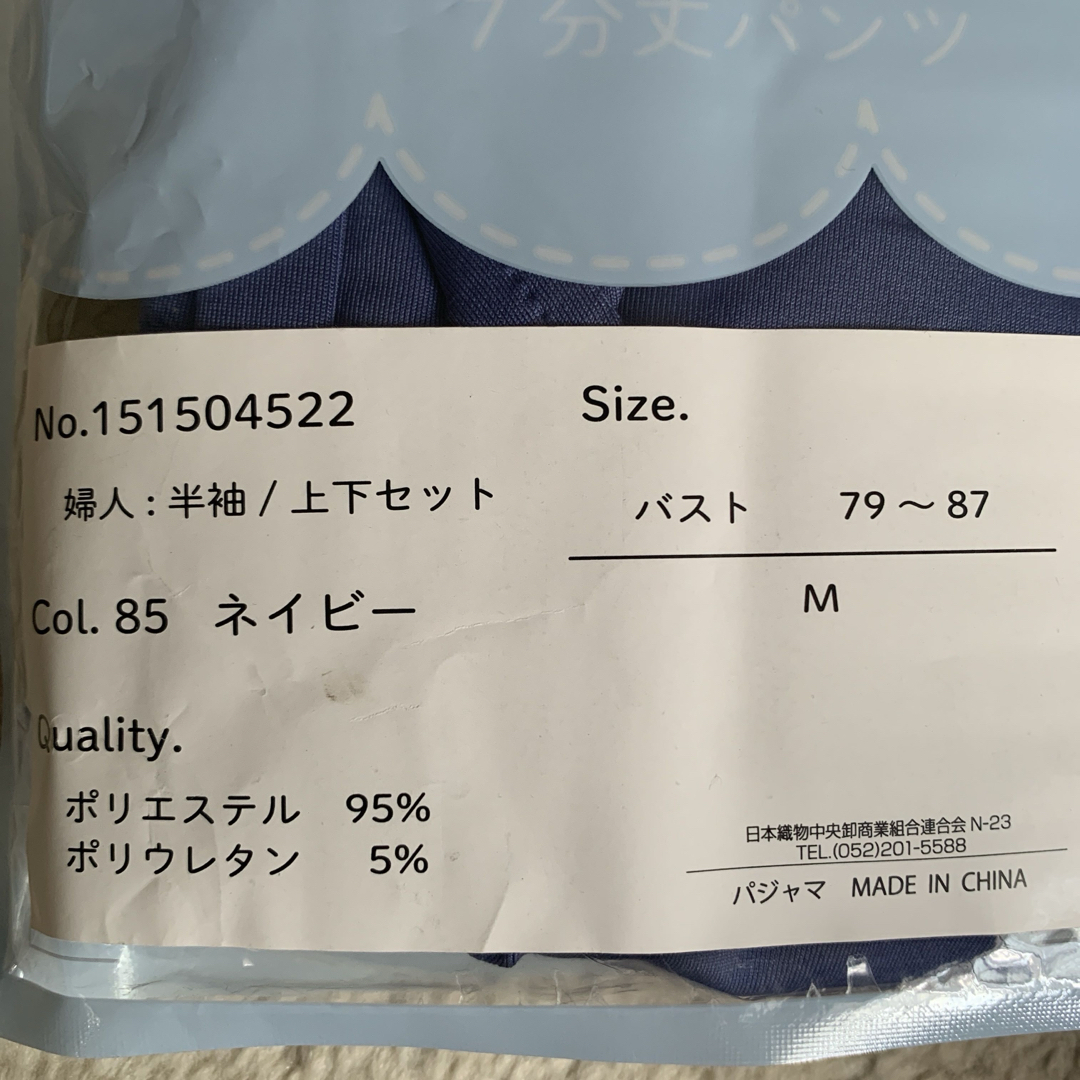 7分丈パンツ
No.151504522
婦人:半袖/上下セット
Col. 85 ネイビー
Quality.
ポリエステル 95%
ポリウレタン 5%
Size.
バスト 79～87
M
日本織物中央卸商業組合連合会 N-23
TEL.(052)201-5588
パジャマ MADE IN CHINA